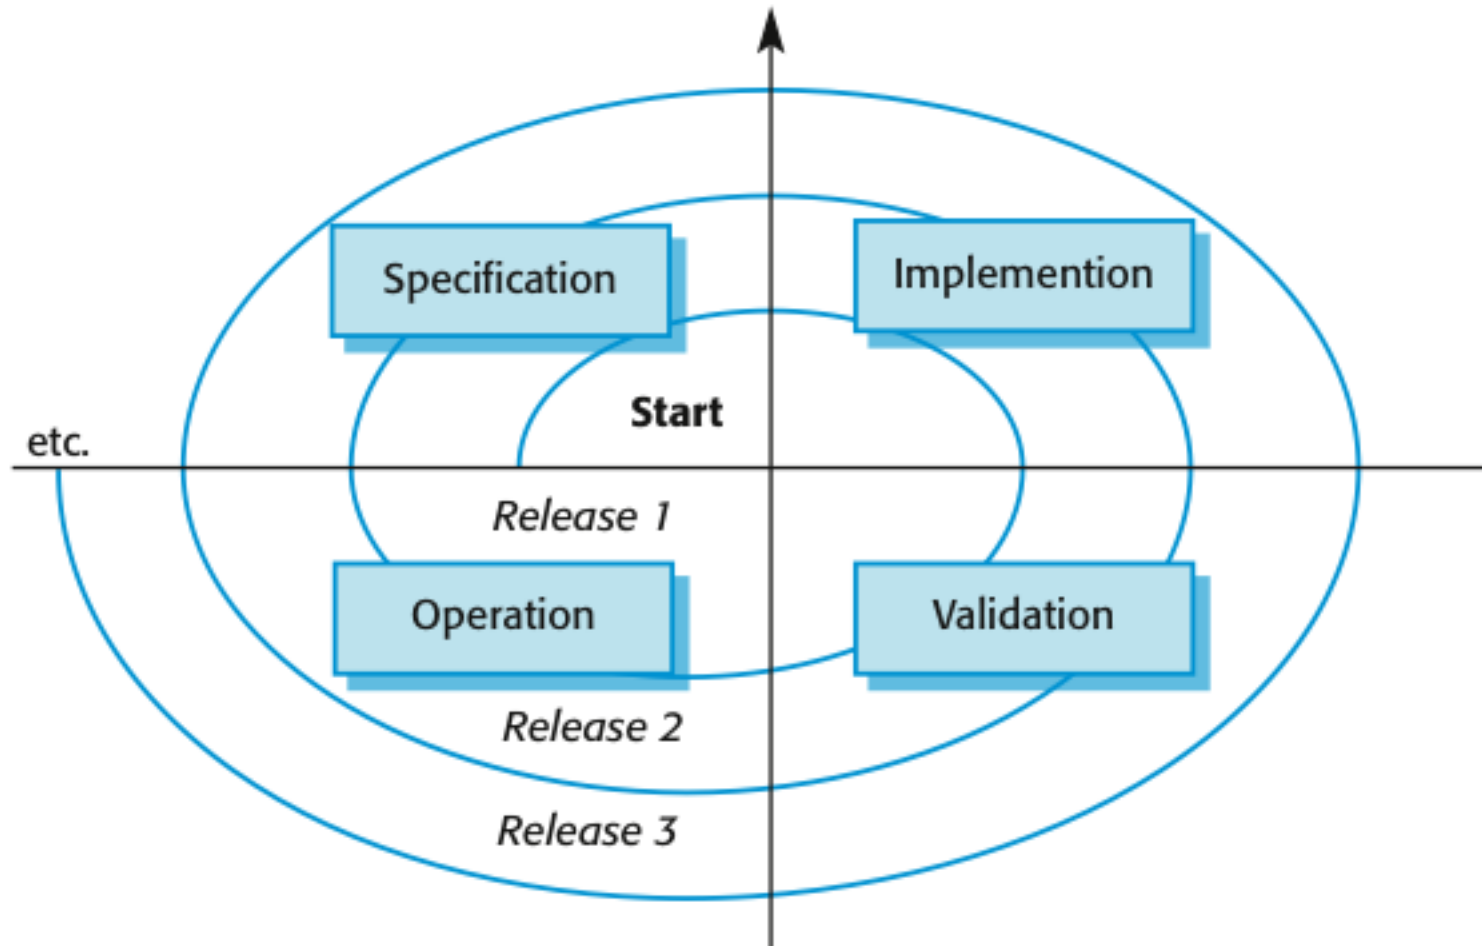 Specification
Implemention
Start
etc.
Release 1
Operation
Validation
Release 2
Release 3